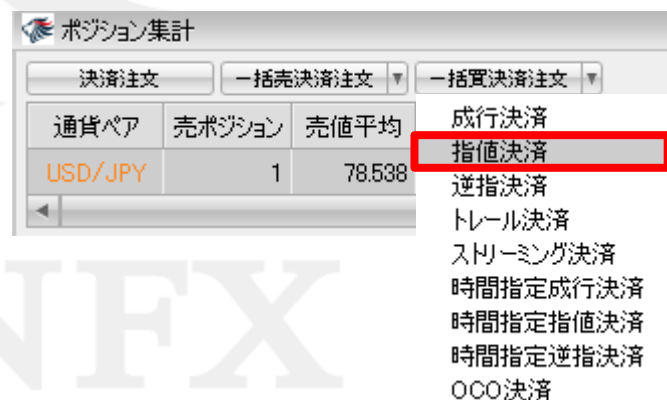 ポジション集計
決済注文 一括売決済注文 ▼ 一括買決済注文 ▼
通貨ペア 売ポジション 売値平均
USD/JPY 1 78.538
成行決済
指値決済
逆指決済
トレール決済
ストリーミング決済
時間指定成行決済
時間指定指値決済
時間指定逆指決済
OCO決済
NFX